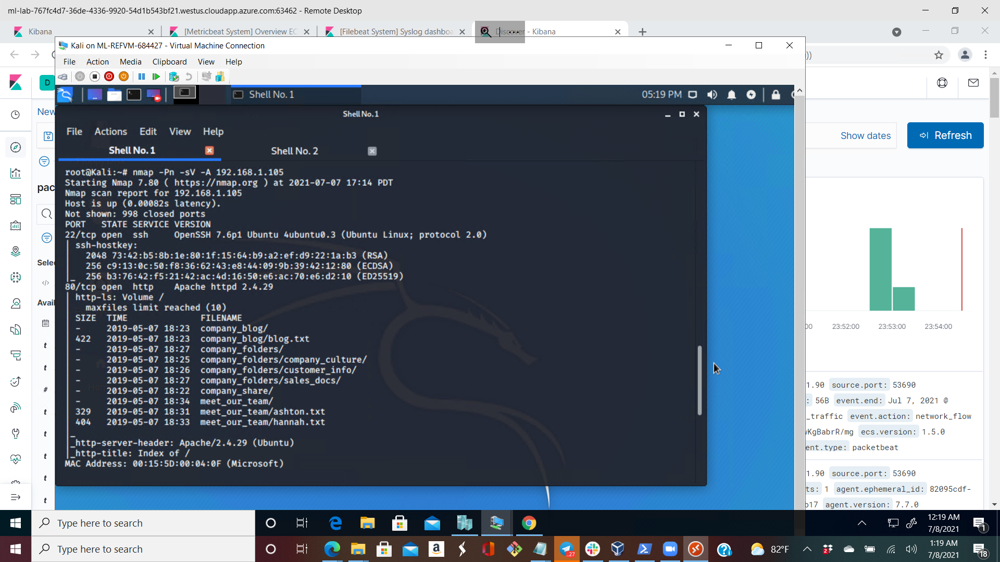 ml-lab-767fc4d7-36de-4336-9920-54d1b543bf21.westus.cloudapp.azure.com:63462 - Remote Desktop
Kibana
[Metricbeat System] Overview EC
[Filebeat System] Syslog dashboa
Discover - Kibana
Kali on ML-REFVM-684427 - Virtual Machine Connection
File Action Media Clipboard View Help
))
D
Shell No. 1
05:19 PM
New
Shell No. 1
File Actions Edit View Help
Shell No. 1
Shell No. 2
Show dates
Refresh
pac
Selec
Avail
t
t
#
t
t
t
t
t
root@Kali:~# nmap -Pn -sV -A 192.168.1.105
Starting Nmap 7.80 ( https://nmap.org ) at 2021-07-07 17:14 PDT
Nmap scan report for 192.168.1.105
Host is up (0.00082s latency).
Not shown: 998 closed ports
PORT   STATE SERVICE VERSION
22/tcp open  ssh     OpenSSH 7.6p1 Ubuntu 4ubuntu0.3 (Ubuntu Linux; protocol 2.0)
| ssh-hostkey:
|   2048 73:42:b5:8b:1e:80:1f:15:64:b9:a2:ef:d9:22:1a:b3 (RSA)
|   256 c9:13:0c:50:f8:36:62:43:e8:44:09:9b:39:42:12:80 (ECDSA)
|_  256 b3:76:42:f5:21:42:ac:4d:16:50:e6:ac:70:e6:d2:10 (ED25519)
80/tcp open  http    Apache httpd 2.4.29
| http-ls: Volume /
|   maxfiles limit reached (10)
| SIZE  TIME              FILENAME
| -     2019-05-07 18:23  company_blog/
| 422   2019-05-07 18:23  company_blog/blog.txt
| -     2019-05-07 18:27  company_folders/
| -     2019-05-07 18:25  company_folders/company_culture/
| -     2019-05-07 18:26  company_folders/customer_info/
| -     2019-05-07 18:27  company_folders/sales_docs/
| -     2019-05-07 18:22  company_share/
| -     2019-05-07 18:34  meet_our_team/
| 329   2019-05-07 18:31  meet_our_team/ashton.txt
| 404   2019-05-07 18:33  meet_our_team/hannah.txt
|_
|_http-server-header: Apache/2.4.29 (Ubuntu)
|_http-title: Index of /
MAC Address: 00:15:5D:00:04:0F (Microsoft)
00 23:52:00 23:53:00 23:54:00
1.90 source.port: 53690
: 56B event.end: Jul 7, 2021 @
_traffic event.action: network_flow
KgBabrR/mg ecs.version: 1.5.0
ent.type: packetbeat
1.90 source.port: 53690
ts: 1 agent.ephemeral_id: 82095cdf-
b17 agent.version: 7.7.0
Type here to search
12:19 AM
7/8/2021
1
Type here to search
..27
82°F
2
1:19 AM
7/8/2021
18